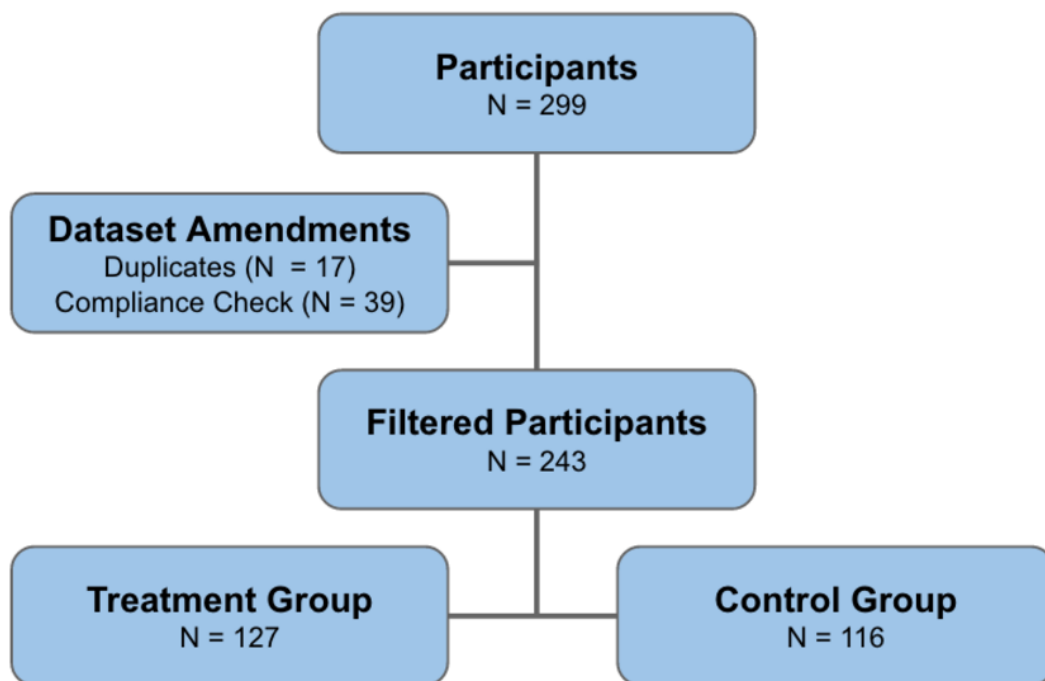 Participants
N = 299
Dataset Amendments
Duplicates (N = 17)
Compliance Check (N = 39)
Filtered Participants
N = 243
Treatment Group
N = 127
Control Group
N = 116